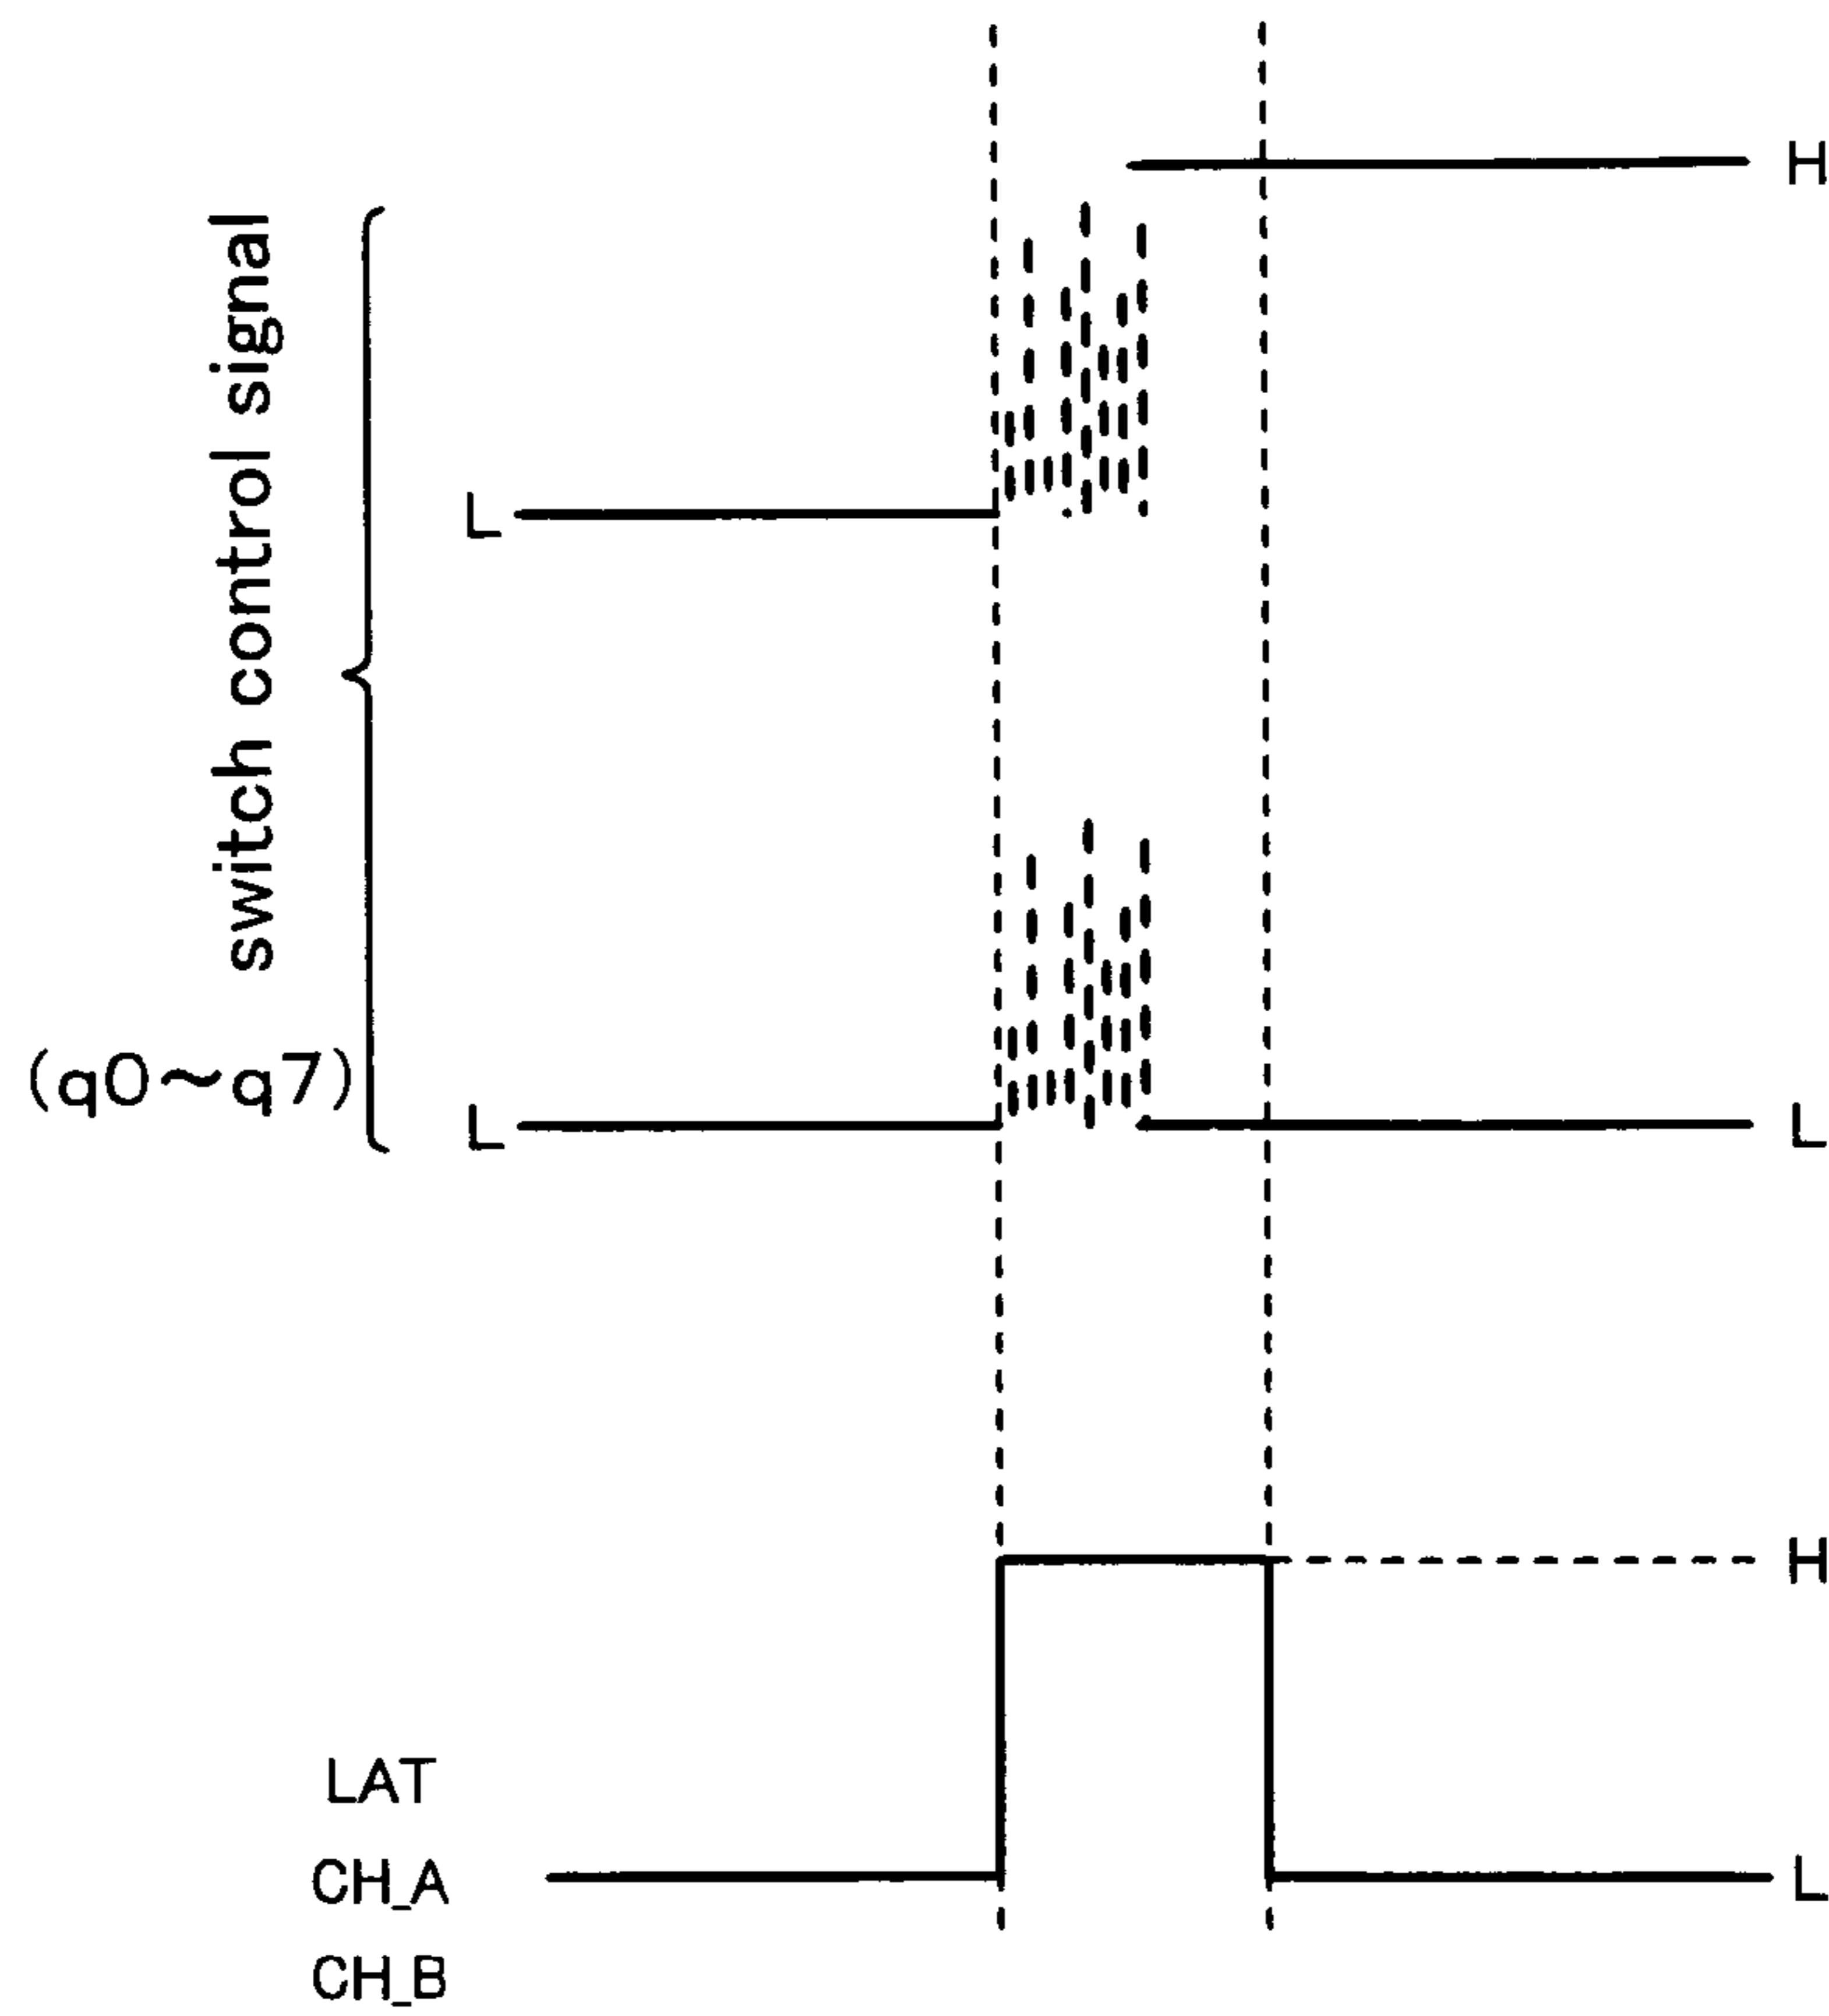 H
switch control signal
L
(q0~q7)
L
L
H
LAT
CH_A
L
CH_B